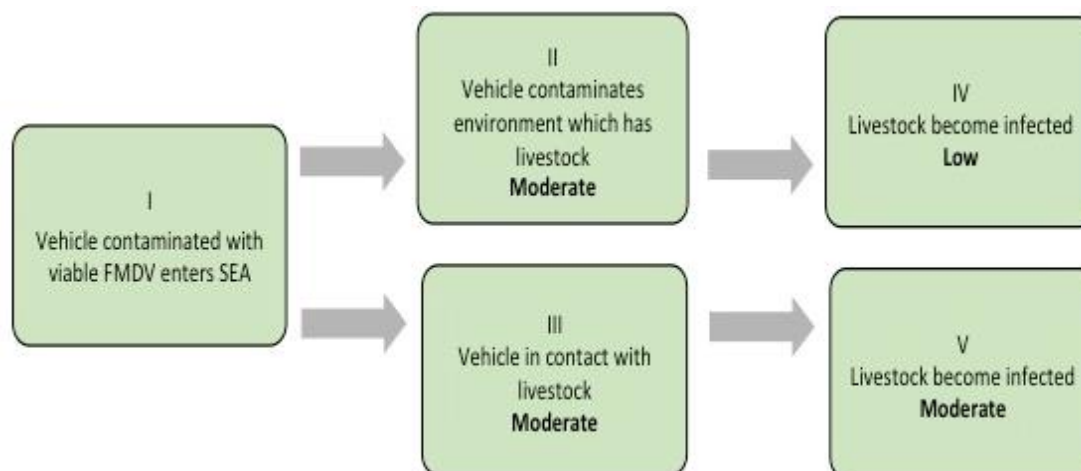 I
Vehicle contaminated with
viable FMDV enters SEA
II
Vehicle contaminates
environment which has
livestock
Moderate
IV
Livestock become infected
Low
III
Vehicle in contact with
livestock
Moderate
V
Livestock become infected
Moderate